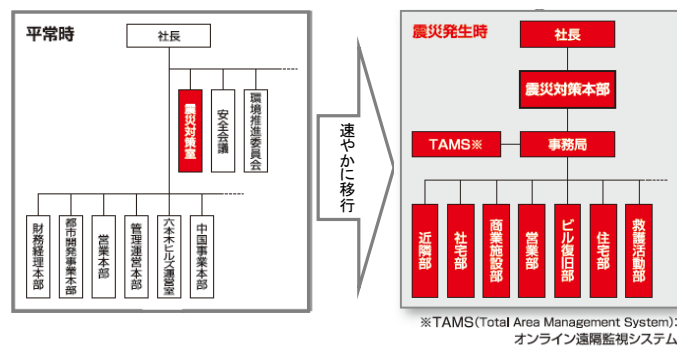 平常時
社長
震災対策室
安全会議
環境推進委員会
財務経理本部
都市開発事業本部
営業本部
管理運営本部
六本木ヒルズ運営室
中国事業本部
速やかに移行
震災発生時
社長
震災対策本部
TAMS※
事務局
近隣部
社宅部
商業施設部
営業部
ビル復旧部
住宅部
救護活動部
※TAMS(Total Area Management System):
オンライン遠隔監視システム